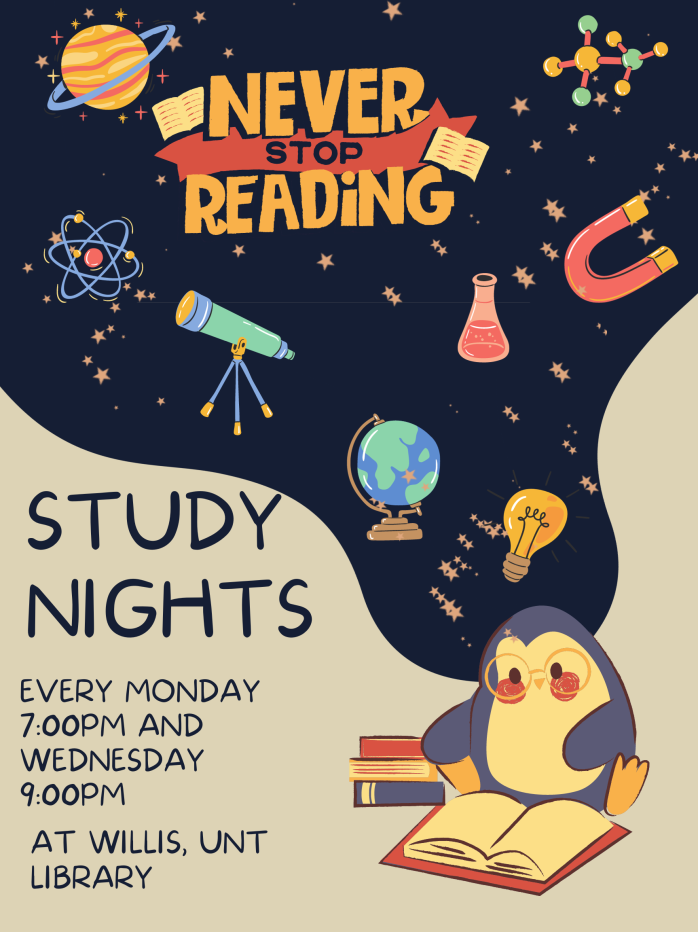 NEVER
STOP
READiNG
STUDY
NIGHTS
EVERY MONDAY
7:00PM AND
WEDNESDAY
9:00PM
AT WILLIS, UNT
LIBRARY